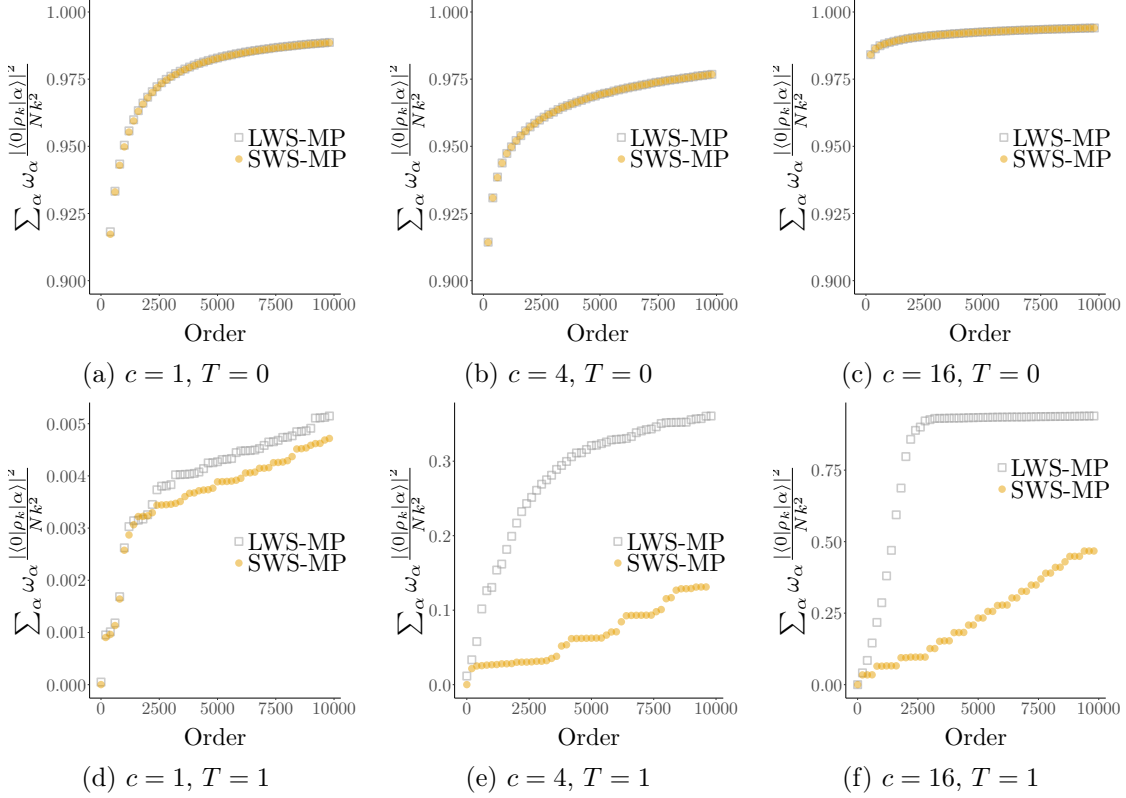 1.000
0.975
0.950
0.925
0.900
∑α ωα |⟨0|ρk|α⟩|² / Nk²
LWS-MP
SWS-MP
0 2500 5000 7500 10000
Order
(a) c = 1, T = 0
1.000
0.975
0.950
0.925
0.900
∑α ωα |⟨0|ρk|α⟩|² / Nk²
LWS-MP
SWS-MP
0 2500 5000 7500 10000
Order
(b) c = 4, T = 0
1.000
0.975
0.950
0.925
0.900
∑α ωα |⟨0|ρk|α⟩|² / Nk²
LWS-MP
SWS-MP
0 2500 5000 7500 10000
Order
(c) c = 16, T = 0
0.005
0.004
0.003
0.002
0.001
0.000
∑α ωα |⟨0|ρk|α⟩|² / Nk²
LWS-MP
SWS-MP
0 2500 5000 7500 10000
Order
(d) c = 1, T = 1
0.3
0.2
0.1
0.0
∑α ωα |⟨0|ρk|α⟩|² / Nk²
LWS-MP
SWS-MP
0 2500 5000 7500 10000
Order
(e) c = 4, T = 1
0.75
0.50
0.25
0.00
∑α ωα |⟨0|ρk|α⟩|² / Nk²
LWS-MP
SWS-MP
0 2500 5000 7500 10000
Order
(f) c = 16, T = 1